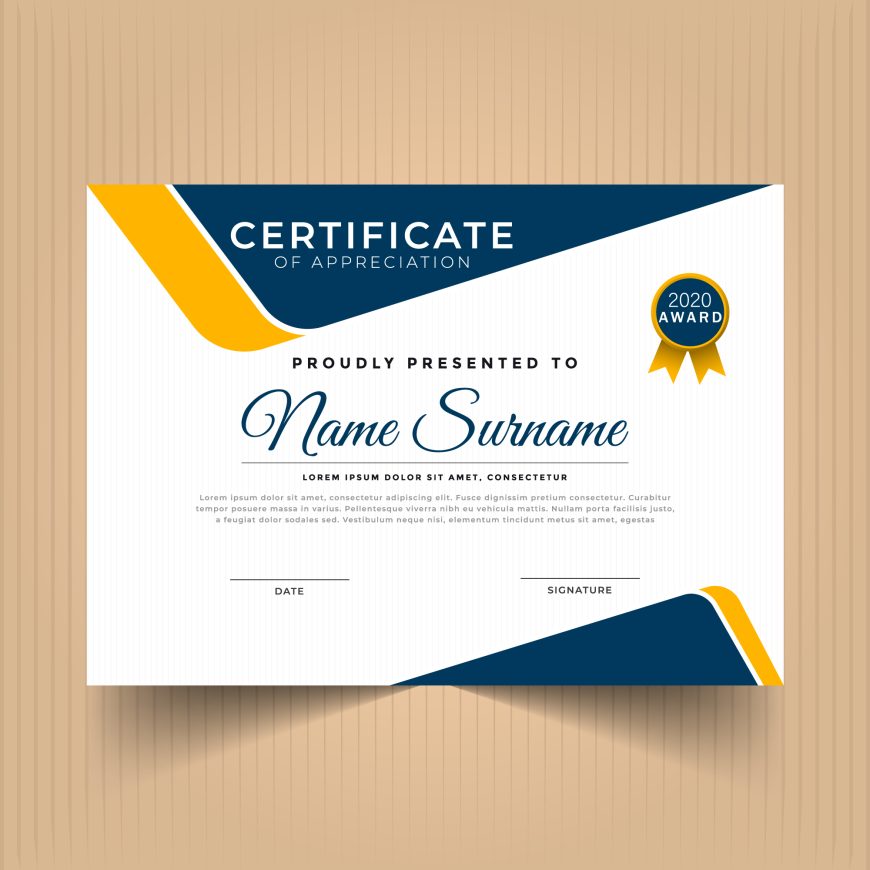 CERTIFICATE
OF APPRECIATION
2020
AWARD
PROUDLY PRESENTED TO
Name Surname
LOREM IPSUM DOLOR SIT AMET, CONSECTETUR
Lorem ipsum dolor sit amet, consectetur adipiscing elit. Fusce dignissim pretium consectetur. Curabitur
tempor posuere massa in varius. Pellentesque viverra nibh eu vehicula mattis. Nullam porta facilisis justo,
a feugiat dolor sodales sed. Vestibulum neque nisi, elementum tincidunt metus sit amet, egestas
DATE
SIGNATURE